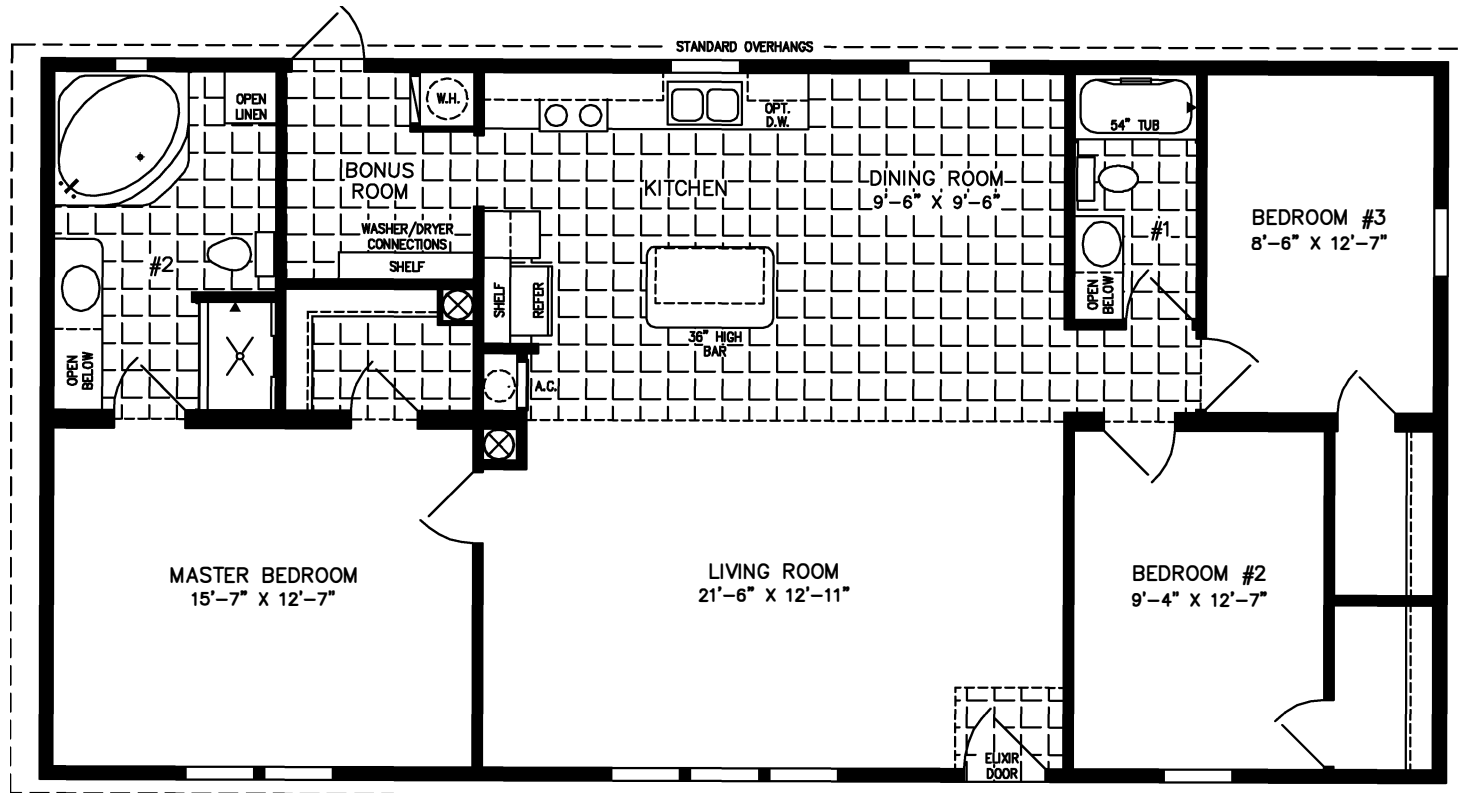 STANDARD OVERHANGS
OPEN
LINEN
W.H.
OPT.
D.W.
54" TUB
BONUS
ROOM
KITCHEN
DINING ROOM
9'-6" X 9'-6"
WASHER/DRYER
CONNECTIONS
SHELF
#2
#1
BEDROOM #3
8'-6" X 12'-7"
SHELF
REFER
OPEN
BELOW
36" HIGH
BAR
OPEN
BELOW
A.C.
MASTER BEDROOM
15'-7" X 12'-7"
LIVING ROOM
21'-6" X 12'-11"
BEDROOM #2
9'-4" X 12'-7"
ELIXIR
DOOR